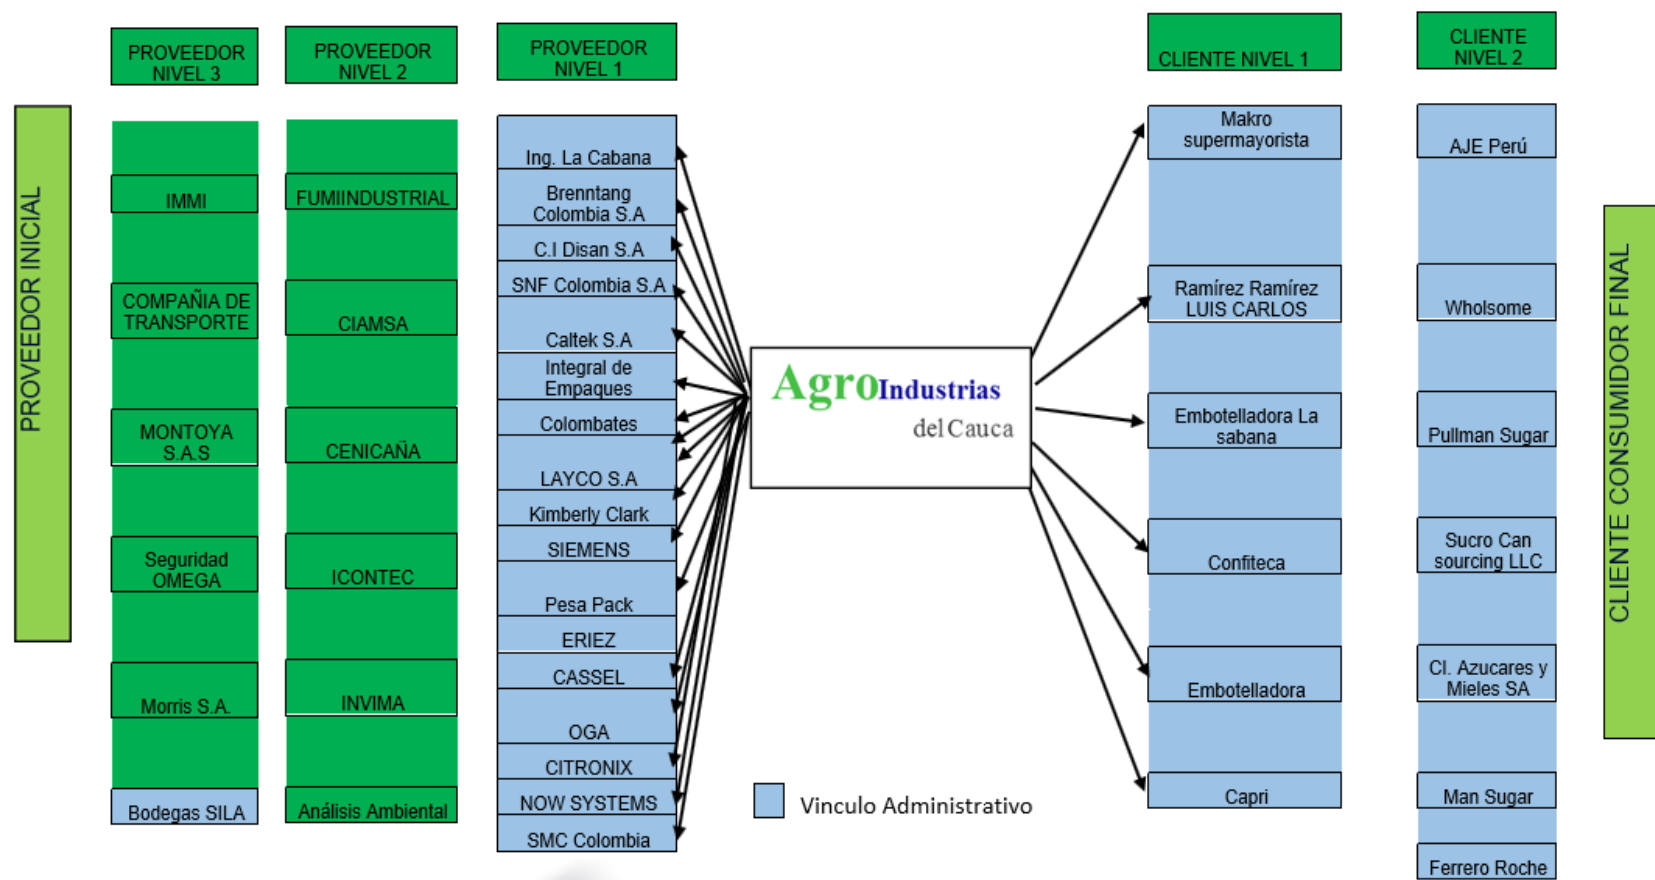 PROVEEDOR
NIVEL 3
PROVEEDOR
NIVEL 2
PROVEEDOR
NIVEL 1
CLIENTE NIVEL 1
CLIENTE
NIVEL 2
PROVEEDOR INICIAL
IMMI
COMPAÑIA DE
TRANSPORTE
MONTOYA
S.A.S
Seguridad
OMEGA
Morris S.A.
Bodegas SILA
FUMIINDUSTRIAL
CIAMSA
CENICAÑA
ICONTEC
INVIMA
Análisis Ambiental
Ing. La Cabana
Brenntang
Colombia S.A
C.I Disan S.A
SNF Colombia S.A
Caltek S.A
Integral de
Empaques
Colombates
LAYCO S.A
Kimberly Clark
SIEMENS
Pesa Pack
ERIEZ
CASSEL
OGA
CITRONIX
NOW SYSTEMS
SMC Colombia
AgroIndustrias
del Cauca
Vinculo Administrativo
Makro
supermayorista
Ramírez Ramírez
LUIS CARLOS
Embotelladora La
sabana
Confiteca
Embotelladora
Capri
AJE Perú
Wholsome
Pullman Sugar
Sucro Can
sourcing LLC
CI. Azucares y
Mieles SA
Man Sugar
Ferrero Roche
CLIENTE CONSUMIDOR FINAL